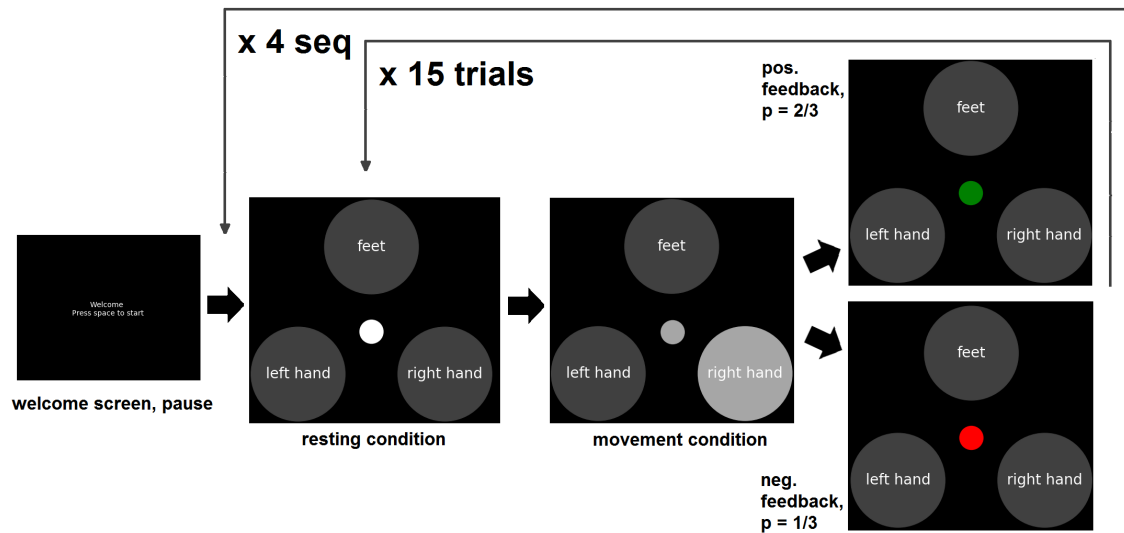 x 4 seq
x 15 trials
Welcome
Press space to start
welcome screen, pause
feet
left hand
right hand
resting condition
feet
left hand
right hand
movement condition
pos.
feedback,
p = 2/3
feet
left hand
right hand
neg.
feedback,
p = 1/3
feet
left hand
right hand